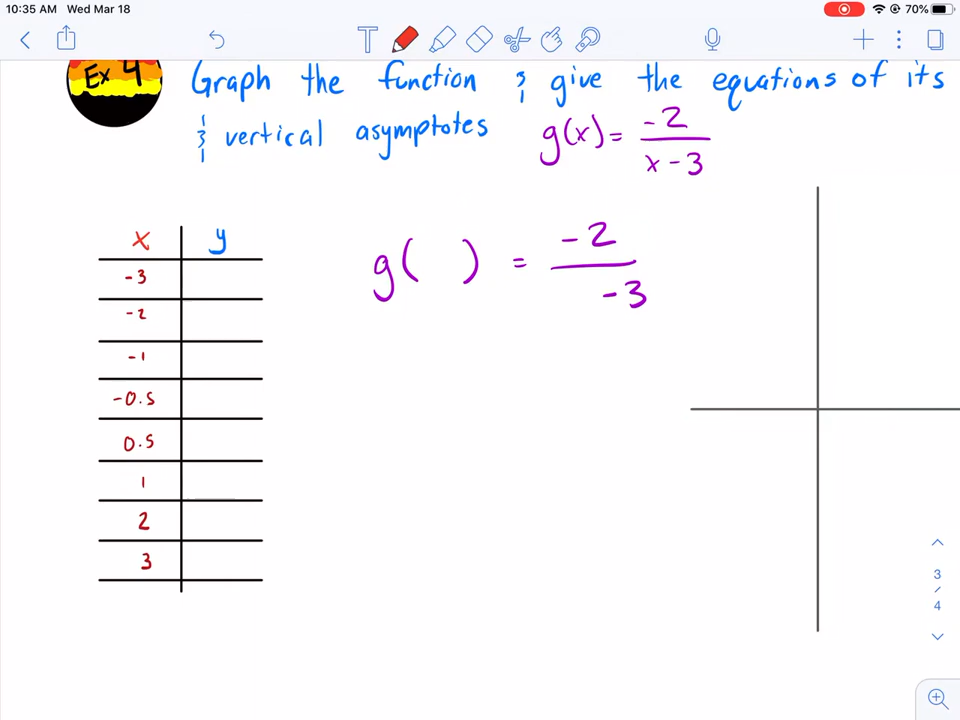 10:35 AM Wed Mar 18
70%
T
Ex 4
Graph the function & give the equations of its
& vertical asymptotes g(x) = -2 / x - 3
x y
-3
-2
-1
-0.5
0.5
1
2
3
g( ) = -2 / -3
3
/
4